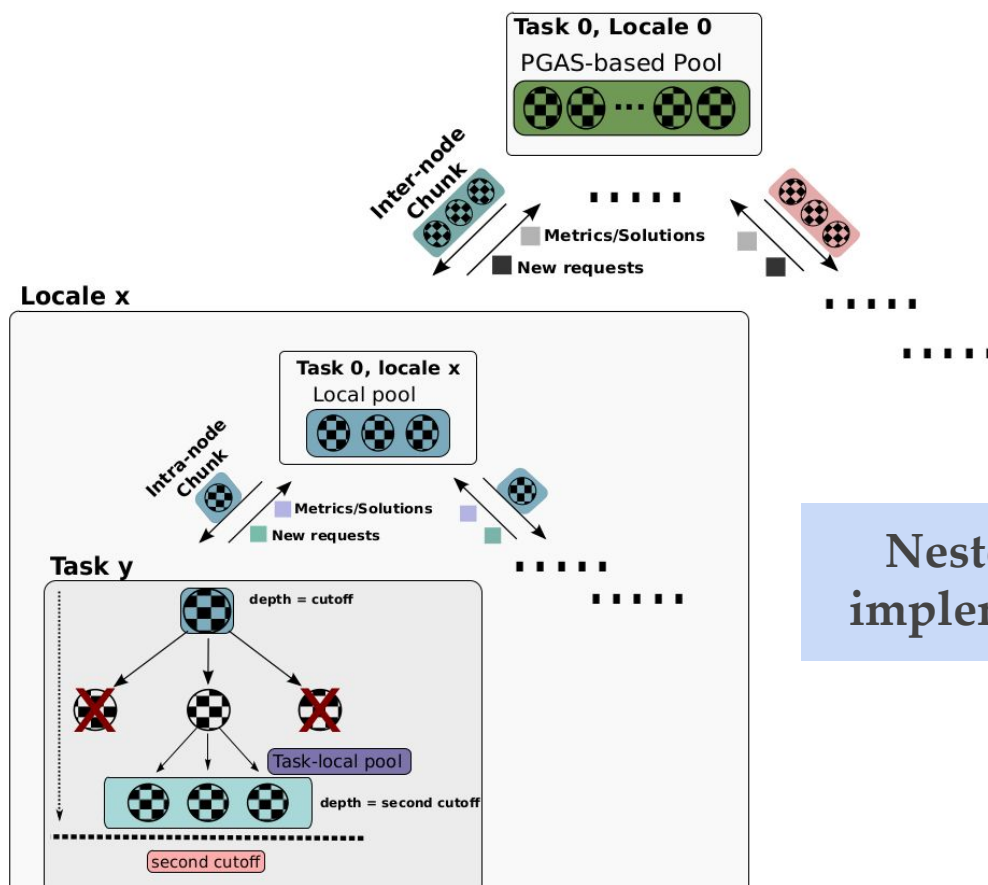 Task 0, Locale 0
PGAS-based Pool
Inter-node
Chunk
Metrics/Solutions
New requests
Locale x
Task 0, locale x
Local pool
Intra-node
Chunk
Metrics/Solutions
New requests
Task y
depth = cutoff
Task-local pool
depth = second cutoff
second cutoff